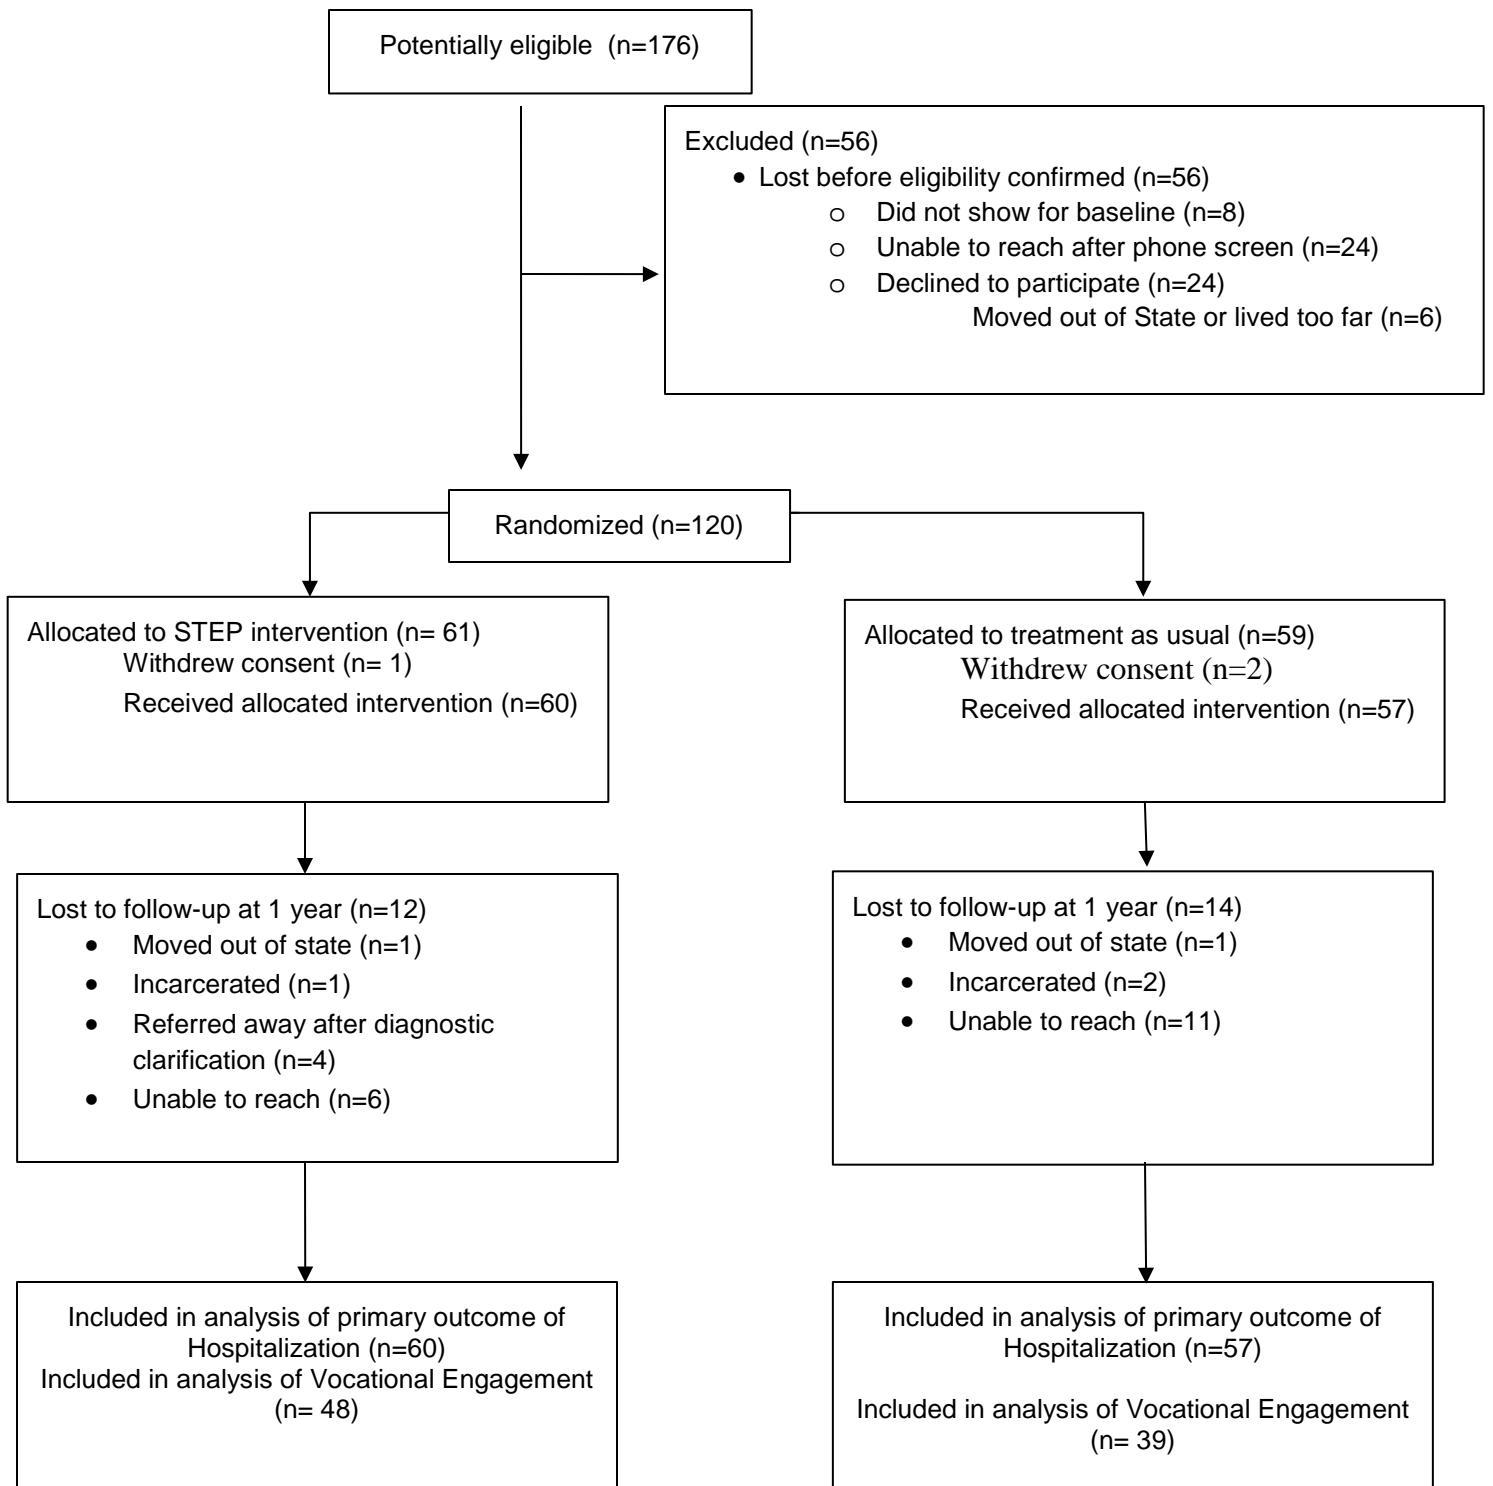 Potentially eligible  (n=176)
Excluded (n=56)
• Lost before eligibility confirmed (n=56)
o Did not show for baseline (n=8)
o Unable to reach after phone screen (n=24)
o Declined to participate (n=24)
Moved out of State or lived too far (n=6)
Randomized (n=120)
Allocated to STEP intervention (n= 61)
Withdrew consent (n= 1)
Received allocated intervention (n=60)
Allocated to treatment as usual (n=59)
Withdrew consent (n=2)
Received allocated intervention (n=57)
Lost to follow-up at 1 year (n=12)
• Moved out of state (n=1)
• Incarcerated (n=1)
• Referred away after diagnostic
clarification (n=4)
• Unable to reach (n=6)
Lost to follow-up at 1 year (n=14)
• Moved out of state (n=1)
• Incarcerated (n=2)
• Unable to reach (n=11)
Included in analysis of primary outcome of
Hospitalization (n=60)
Included in analysis of Vocational Engagement
(n= 48)
Included in analysis of primary outcome of
Hospitalization (n=57)
Included in analysis of Vocational Engagement
(n= 39)